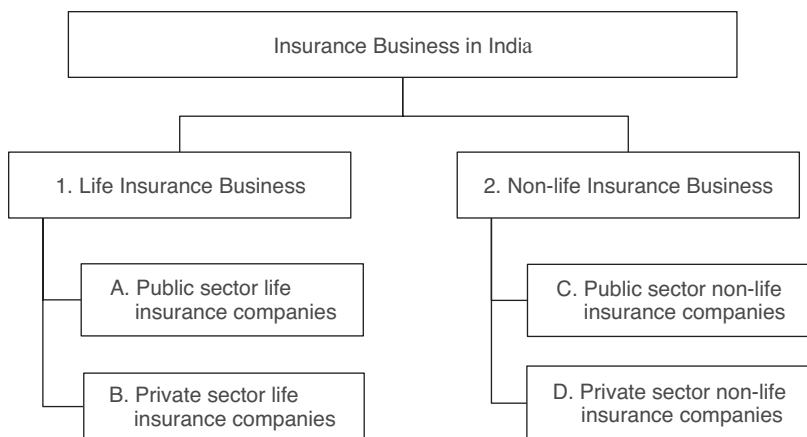 Insurance Business in India
1. Life Insurance Business
2. Non-life Insurance Business
A. Public sector life
insurance companies
B. Private sector life
insurance companies
C. Public sector non-life
insurance companies
D. Private sector non-life
insurance companies